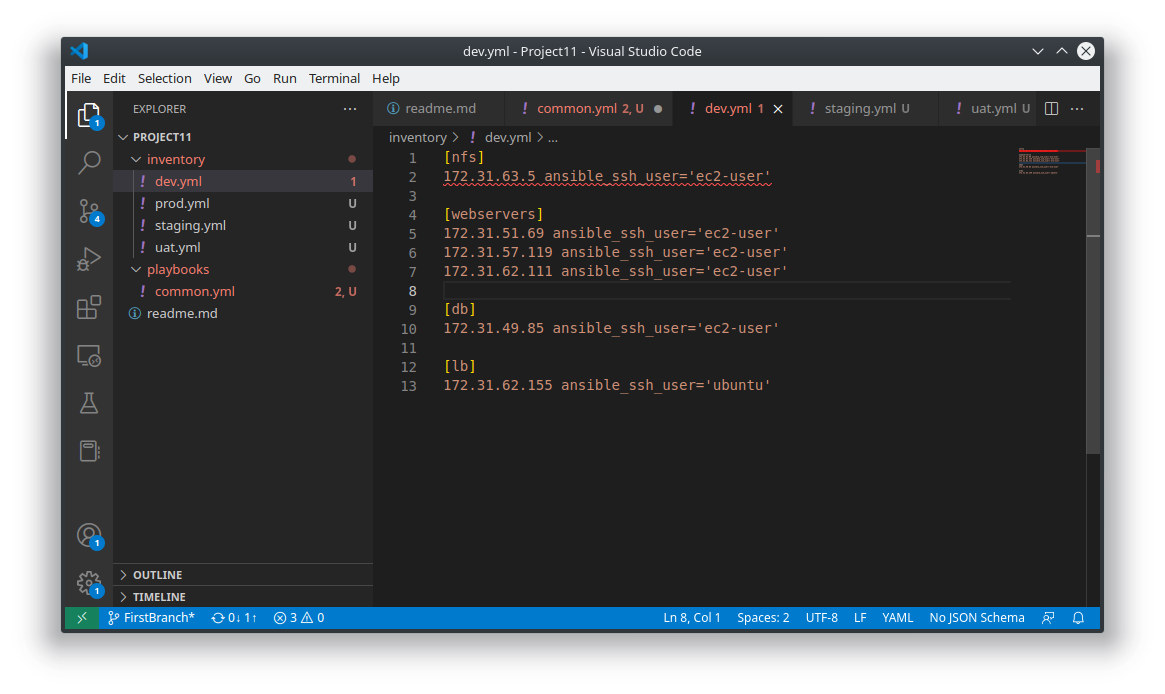 dev.yml - Project11 - Visual Studio Code
File Edit Selection View Go Run Terminal Help
EXPLORER
PROJECT11
inventory
dev.yml 1
prod.yml U
staging.yml U
uat.yml U
playbooks
common.yml 2, U
readme.md
OUTLINE
TIMELINE
1
4
1
1
readme.md ! common.yml 2, U ! dev.yml 1 ! staging.yml U ! uat.yml U
inventory > ! dev.yml > ...
1 [nfs]
2 172.31.63.5 ansible_ssh_user='ec2-user'
3
4 [webservers]
5 172.31.51.69 ansible_ssh_user='ec2-user'
6 172.31.57.119 ansible_ssh_user='ec2-user'
7 172.31.62.111 ansible_ssh_user='ec2-user'
8
9 [db]
10 172.31.49.85 ansible_ssh_user='ec2-user'
11
12 [lb]
13 172.31.62.155 ansible_ssh_user='ubuntu'
FirstBranch* 0↓ 1↑ 3 0 Ln 8, Col 1 Spaces: 2 UTF-8 LF YAML No JSON Schema